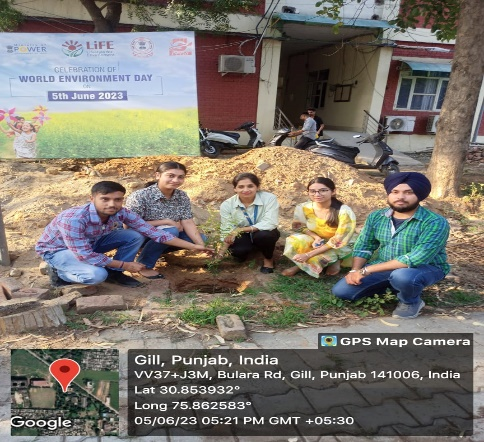 POWER
LiFE
CELEBRATION OF
WORLD ENVIRONMENT DAY
5th June 2023
GPS Map Camera
Gill, Punjab, India
VV37+J3M, Bulara Rd, Gill, Punjab 141006, India
Lat 30.853932°
Long 75.862583°
05/06/23 05:21 PM GMT +05:30
Google